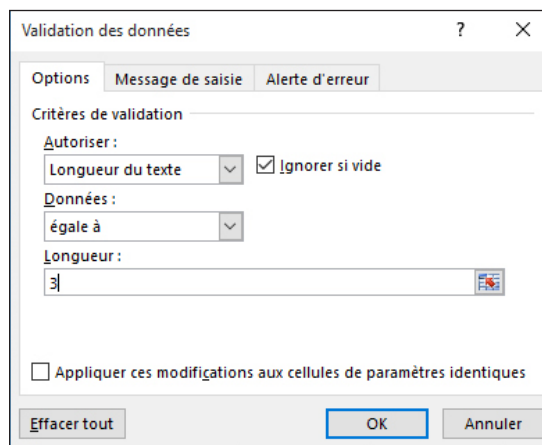 Validation des données ? X
Options Message de saisie Alerte d'erreur
Critères de validation
Autoriser :
Longueur du texte Ignorer si vide
Données :
égale à
Longueur :
3
Appliquer ces modifications aux cellules de paramètres identiques
Effacer tout OK Annuler